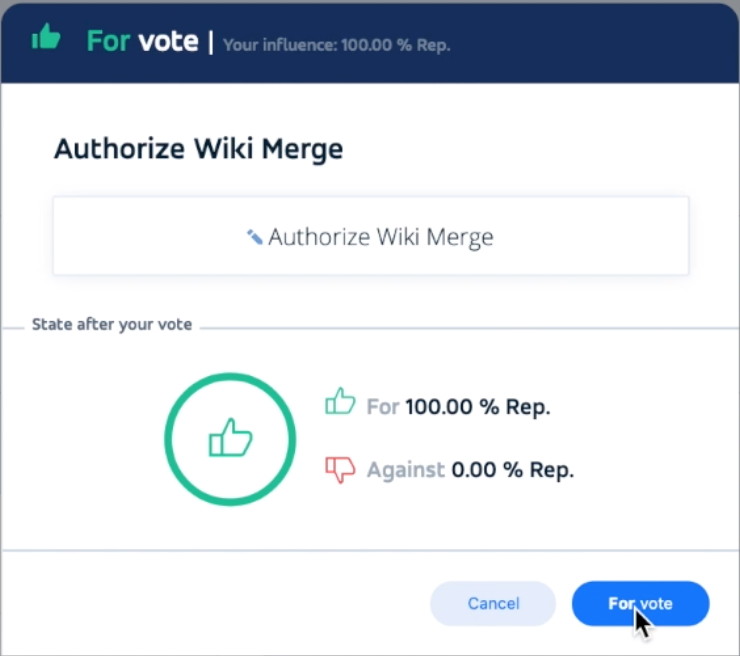 For vote | Your influence: 100.00 % Rep.
Authorize Wiki Merge
Authorize Wiki Merge
State after your vote
For 100.00 % Rep.
Against 0.00 % Rep.
Cancel
For vote